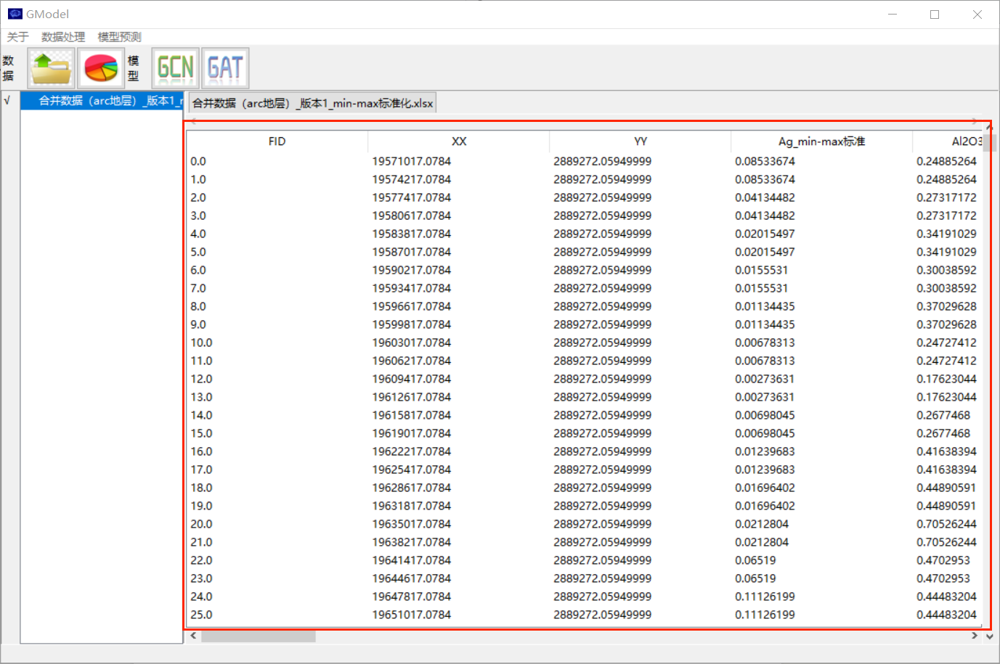 GModel
关于 数据处理 模型预测
数据 模型 GCN GAT
√ 合并数据（arc地层）_版本1_r 合并数据（arc地层）_版本1_min-max标准化.xlsx
FID XX YY Ag_min-max标准 Al2O3
0.0 19571017.0784 2889272.05949999 0.08533674 0.24885264
1.0 19574217.0784 2889272.05949999 0.08533674 0.24885264
2.0 19577417.0784 2889272.05949999 0.04134482 0.27317172
3.0 19580617.0784 2889272.05949999 0.04134482 0.27317172
4.0 19583817.0784 2889272.05949999 0.02015497 0.34191029
5.0 19587017.0784 2889272.05949999 0.02015497 0.34191029
6.0 19590217.0784 2889272.05949999 0.0155531 0.30038592
7.0 19593417.0784 2889272.05949999 0.0155531 0.30038592
8.0 19596617.0784 2889272.05949999 0.01134435 0.37029628
9.0 19599817.0784 2889272.05949999 0.01134435 0.37029628
10.0 19603017.0784 2889272.05949999 0.00678313 0.24727412
11.0 19606217.0784 2889272.05949999 0.00678313 0.24727412
12.0 19609417.0784 2889272.05949999 0.00273631 0.17623044
13.0 19612617.0784 2889272.05949999 0.00273631 0.17623044
14.0 19615817.0784 2889272.05949999 0.00698045 0.2677468
15.0 19619017.0784 2889272.05949999 0.00698045 0.2677468
16.0 19622217.0784 2889272.05949999 0.01239683 0.41638394
17.0 19625417.0784 2889272.05949999 0.01239683 0.41638394
18.0 19628617.0784 2889272.05949999 0.01696402 0.44890591
19.0 19631817.0784 2889272.05949999 0.01696402 0.44890591
20.0 19635017.0784 2889272.05949999 0.0212804 0.70526244
21.0 19638217.0784 2889272.05949999 0.0212804 0.70526244
22.0 19641417.0784 2889272.05949999 0.06519 0.4702953
23.0 19644617.0784 2889272.05949999 0.06519 0.4702953
24.0 19647817.0784 2889272.05949999 0.11126199 0.44483204
25.0 19651017.0784 2889272.05949999 0.11126199 0.44483204